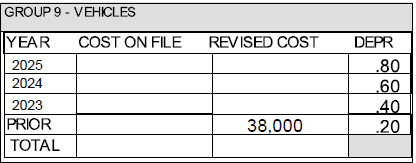 GROUP 9 - VEHICLES
YEAR COST ON FILE REVISED COST DEPR
2025 .80
2024 .60
2023 .40
PRIOR 38,000 .20
TOTAL